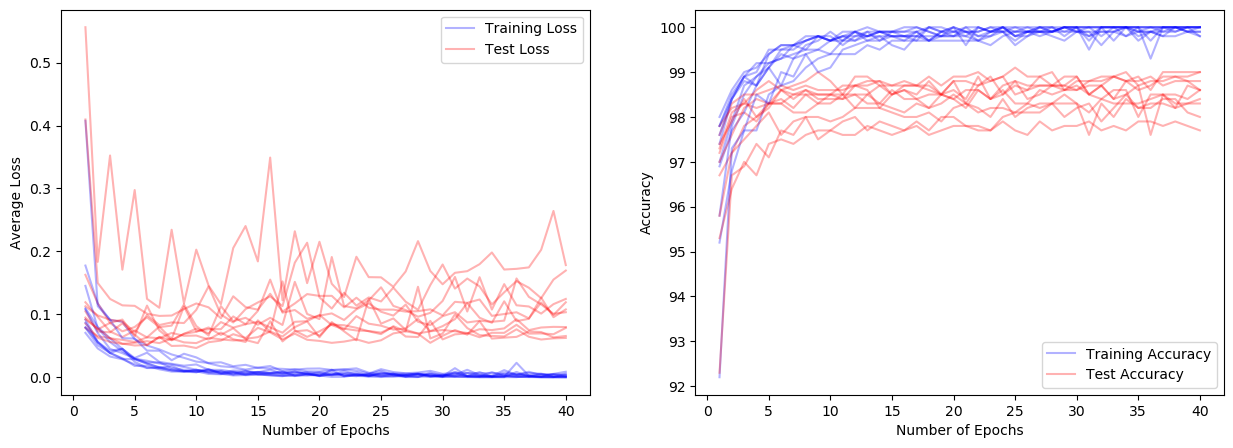 Training Loss
Test Loss
0.5
0.4
0.3
0.2
0.1
0.0
Average Loss
0 5 10 15 20 25 30 35 40
Number of Epochs
100
99
98
97
96
95
94
93
92
Accuracy
Training Accuracy
Test Accuracy
0 5 10 15 20 25 30 35 40
Number of Epochs